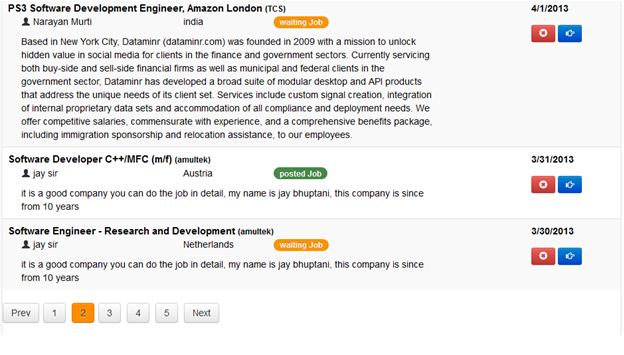 PS3 Software Development Engineer, Amazon London (TCS) 4/1/2013
Narayan Murti india waiting Job
Based in New York City, Dataminr (dataminr.com) was founded in 2009 with a mission to unlock
hidden value in social media for clients in the finance and government sectors. Currently servicing
both buy-side and sell-side financial firms as well as municipal and federal clients in the
government sector, Dataminr has developed a broad suite of modular desktop and API products
that address the unique needs of its client set. Services include custom signal creation, integration
of internal proprietary data sets and accommodation of all compliance and deployment needs. We
offer competitive salaries, commensurate with experience, and a comprehensive benefits package,
including immigration sponsorship and relocation assistance, to our employees.
Software Developer C++/MFC (m/f) (amultek) 3/31/2013
jay sir Austria posted Job
it is a good company you can do the job in detail, my name is jay bhuptani, this company is since
from 10 years
Software Engineer - Research and Development (amultek) 3/30/2013
jay sir Netherlands waiting Job
it is a good company you can do the job in detail, my name is jay bhuptani, this company is since
from 10 years
Prev 1 2 3 4 5 Next